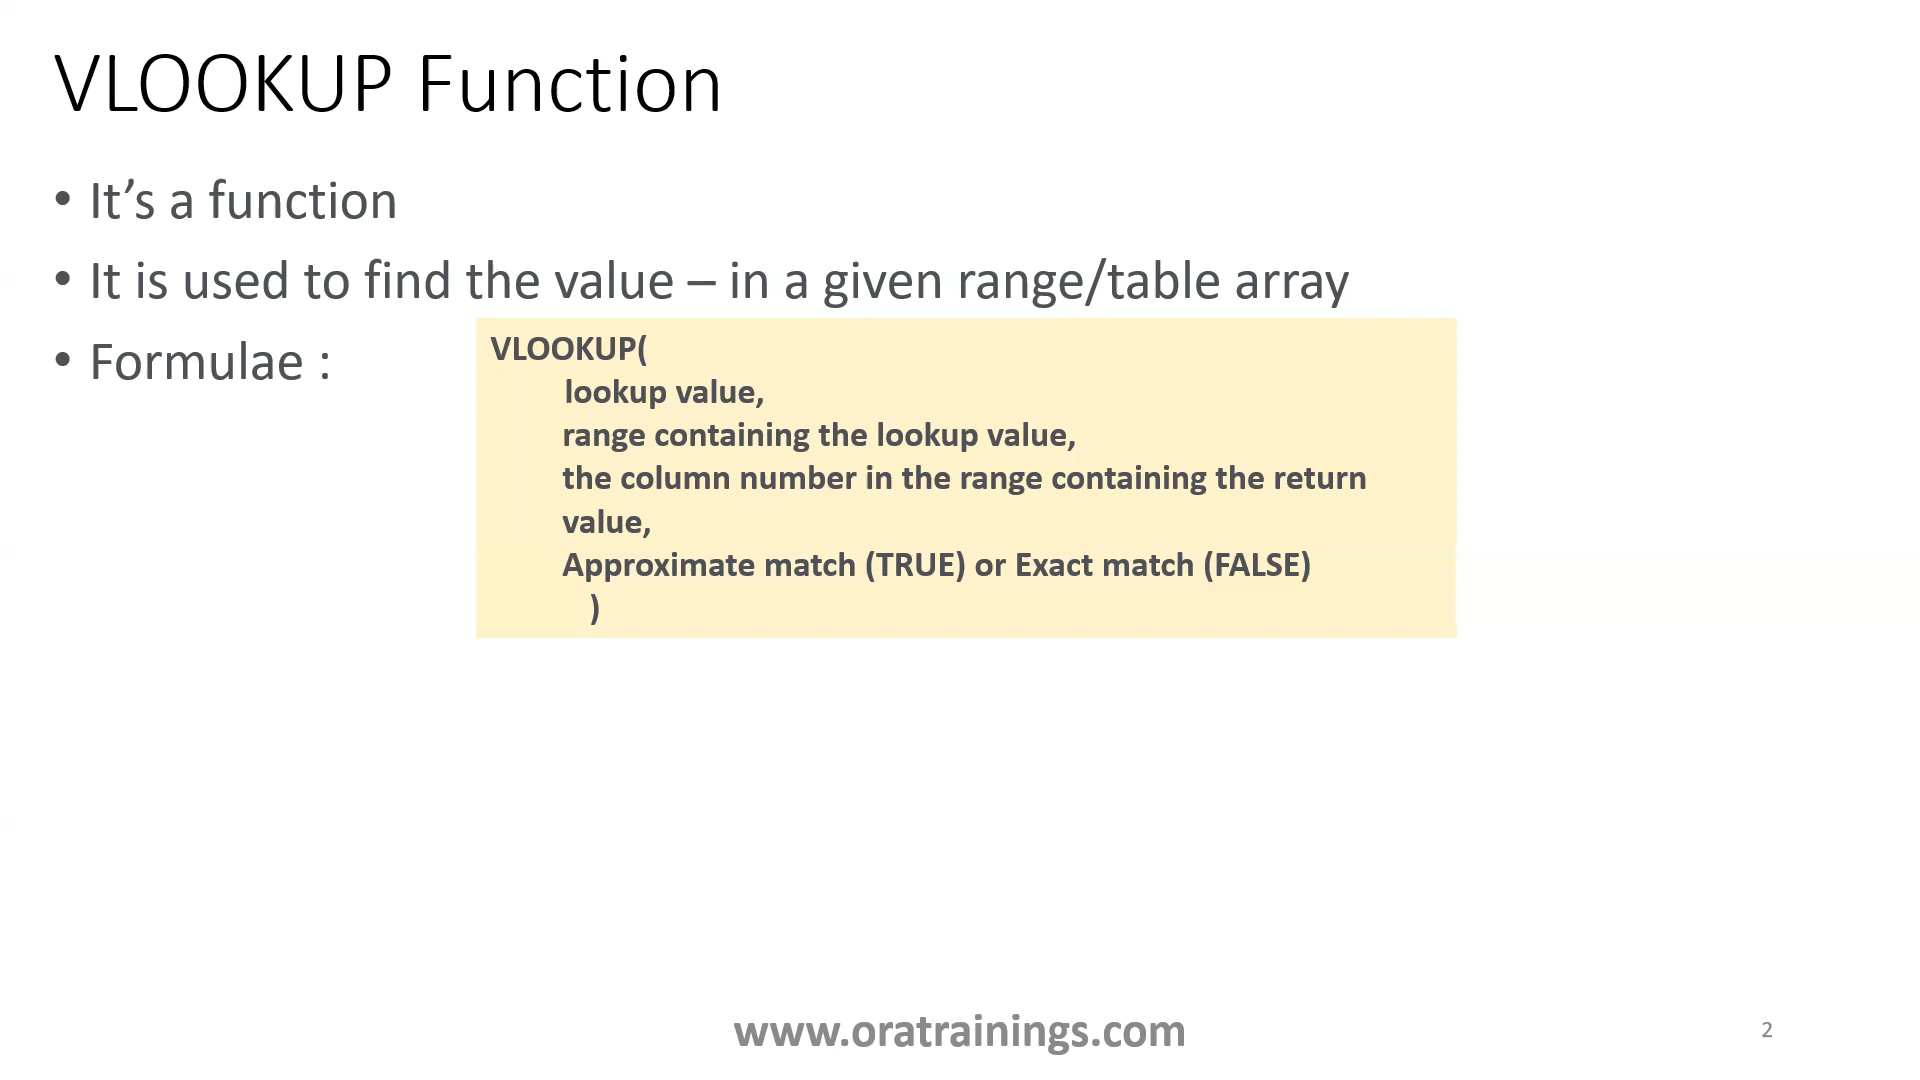 VLOOKUP Function
• It’s a function
• It is used to find the value – in a given range/table array
• Formulae :
VLOOKUP(
lookup value,
range containing the lookup value,
the column number in the range containing the return
value,
Approximate match (TRUE) or Exact match (FALSE)
)
www.oratrainings.com
2